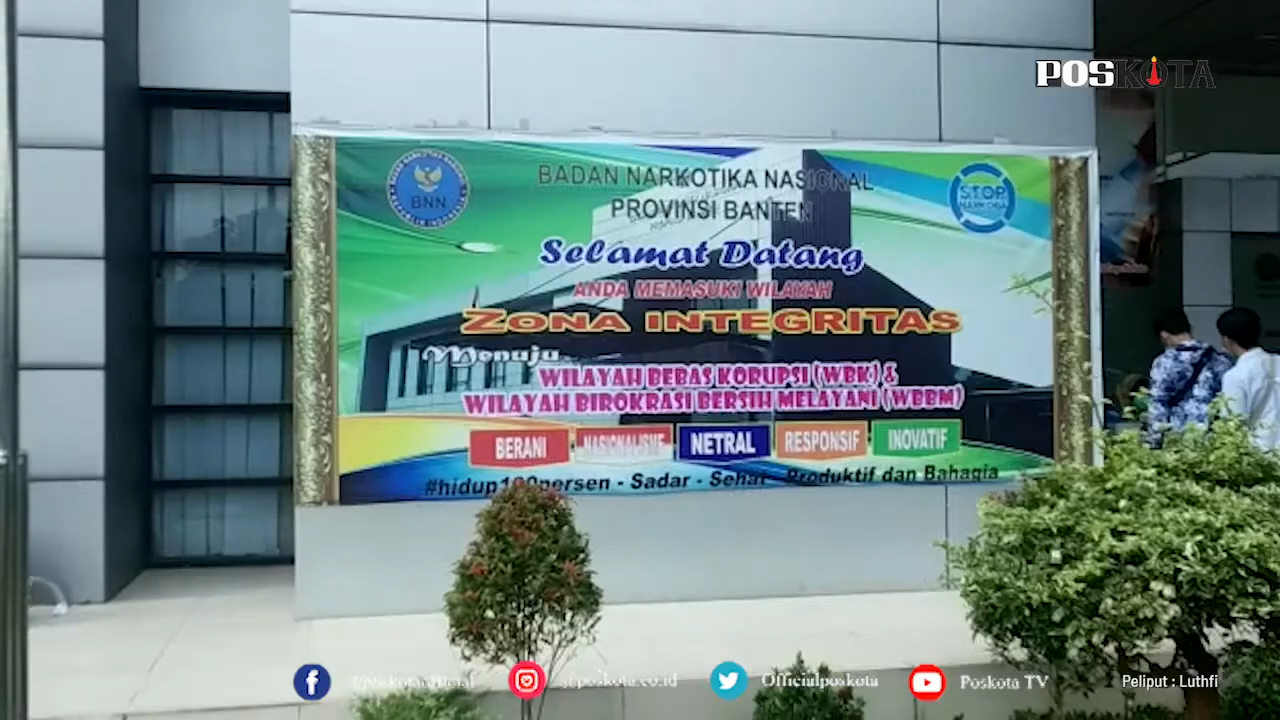 POSKOTA
BADAN NARKOTIKA NASIONAL
PROVINSI BANTEN
BNN
STOP
NARKOBA
Selamat Datang
ANDA MEMASUKI WILAYAH
ZONA INTEGRITAS
Menuju
WILAYAH BEBAS KORUPSI (WBK) &
WILAYAH BIROKRASI BERSIH MELAYANI (WBBM)
BERANI NASIONALISME NETRAL RESPONSIF INOVATIF
#hidup100persen - Sadar - Sehat - Produktif dan Bahagia
Officialposkota
Poskota TV
Peliput : Luthfi